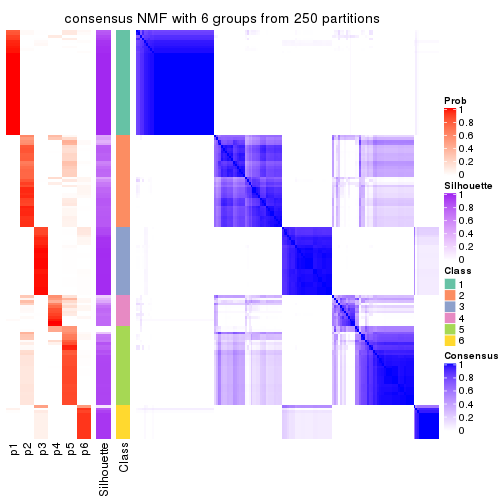 consensus NMF with 6 groups from 250 partitions
Prob
1
0.8
0.6
0.4
0.2
0
Silhouette
1
0.8
0.6
0.4
0.2
0
Class
1
2
3
4
5
6
Consensus
1
0.8
0.6
0.4
0.2
0
p1
p2
p3
p4
p5
p6
Silhouette
Class